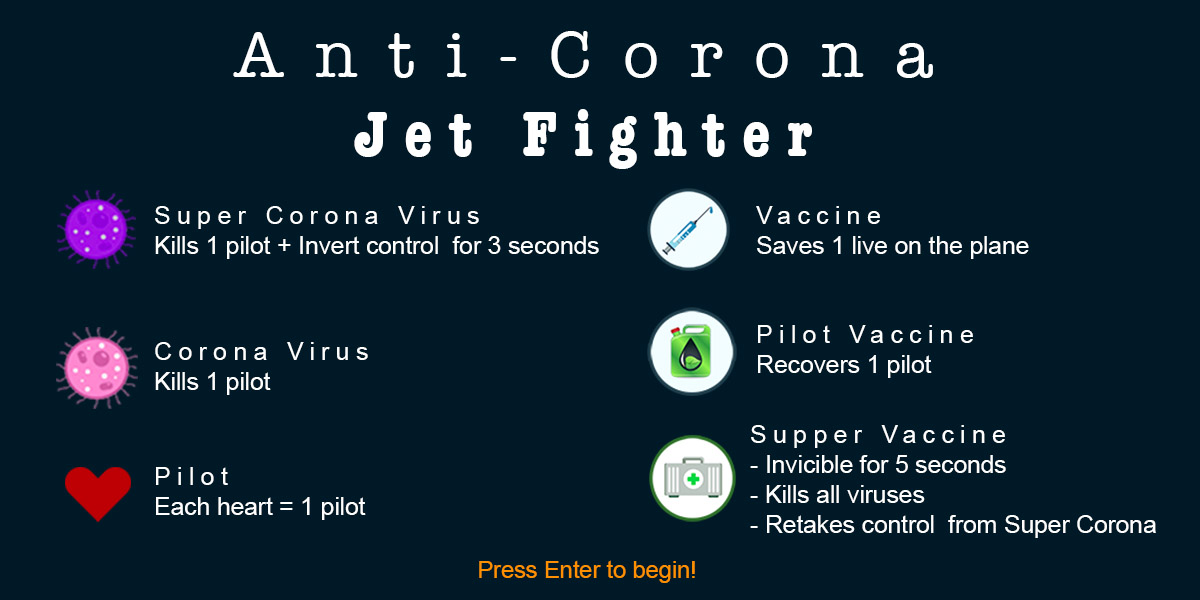 Anti-Corona
Jet Fighter
Super Corona Virus
Kills 1 pilot + Invert control for 3 seconds
Corona Virus
Kills 1 pilot
Pilot
Each heart = 1 pilot
Vaccine
Saves 1 live on the plane
Pilot Vaccine
Recovers 1 pilot
Supper Vaccine
- Invicible for 5 seconds
- Kills all viruses
- Retakes control from Super Corona
Press Enter to begin!